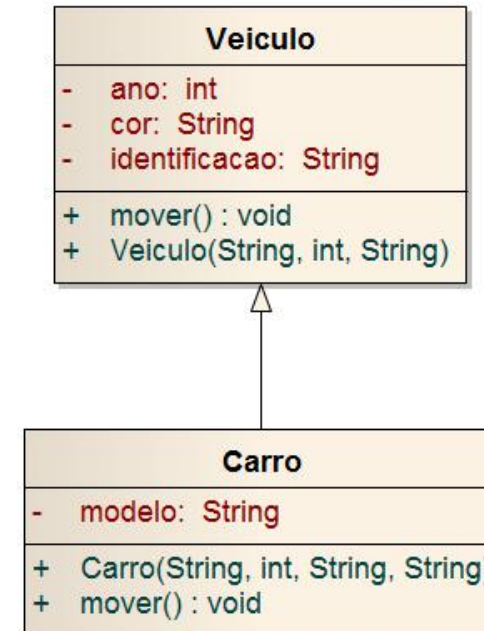 Veiculo
- ano: int
- cor: String
- identificacao: String
+ mover() : void
+ Veiculo(String, int, String)
Carro
- modelo: String
+ Carro(String, int, String, String)
+ mover() : void